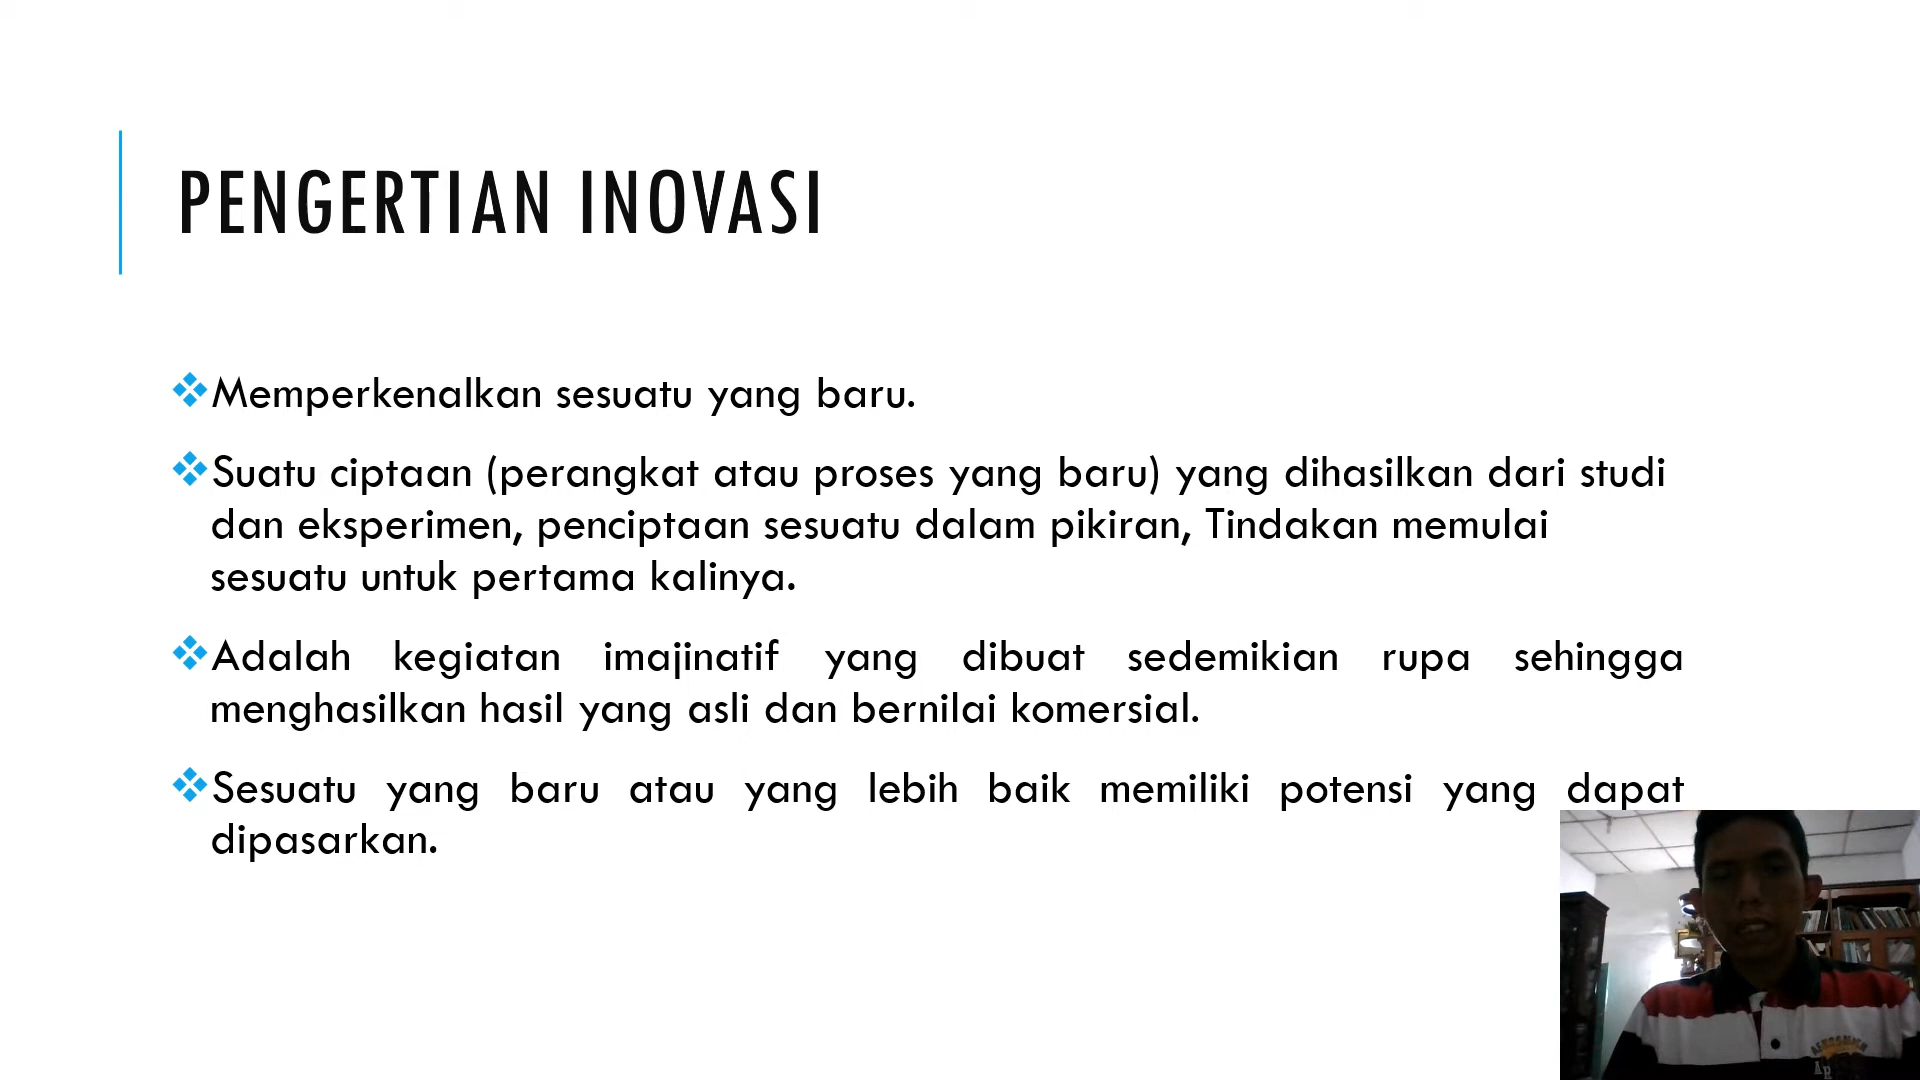 PENGERTIAN INOVASI
Memperkenalkan sesuatu yang baru.
Suatu ciptaan (perangkat atau proses yang baru) yang dihasilkan dari studi
dan eksperimen, penciptaan sesuatu dalam pikiran, Tindakan memulai
sesuatu untuk pertama kalinya.
Adalah kegiatan imajinatif yang dibuat sedemikian rupa sehingga
menghasilkan hasil yang asli dan bernilai komersial.
Sesuatu yang baru atau yang lebih baik memiliki potensi yang dapat
dipasarkan.